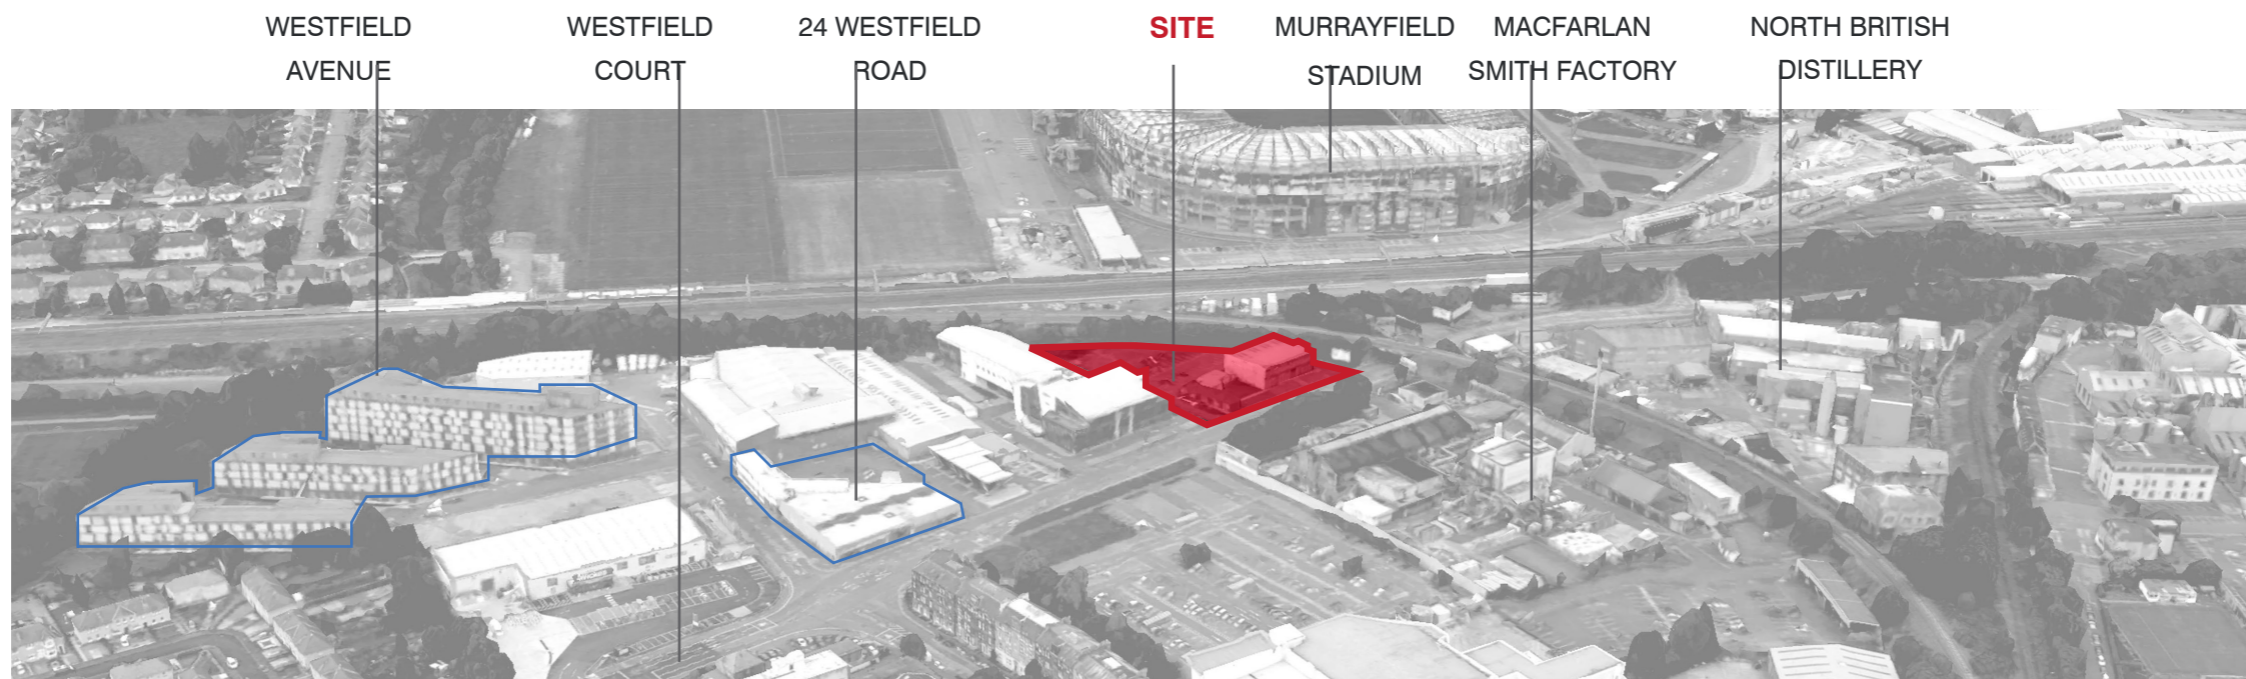 WESTFIELD
AVENUE
WESTFIELD
COURT
24 WESTFIELD
ROAD
SITE
MURRAYFIELD
STADIUM
MACFARLAN
SMITH FACTORY
NORTH BRITISH
DISTILLERY